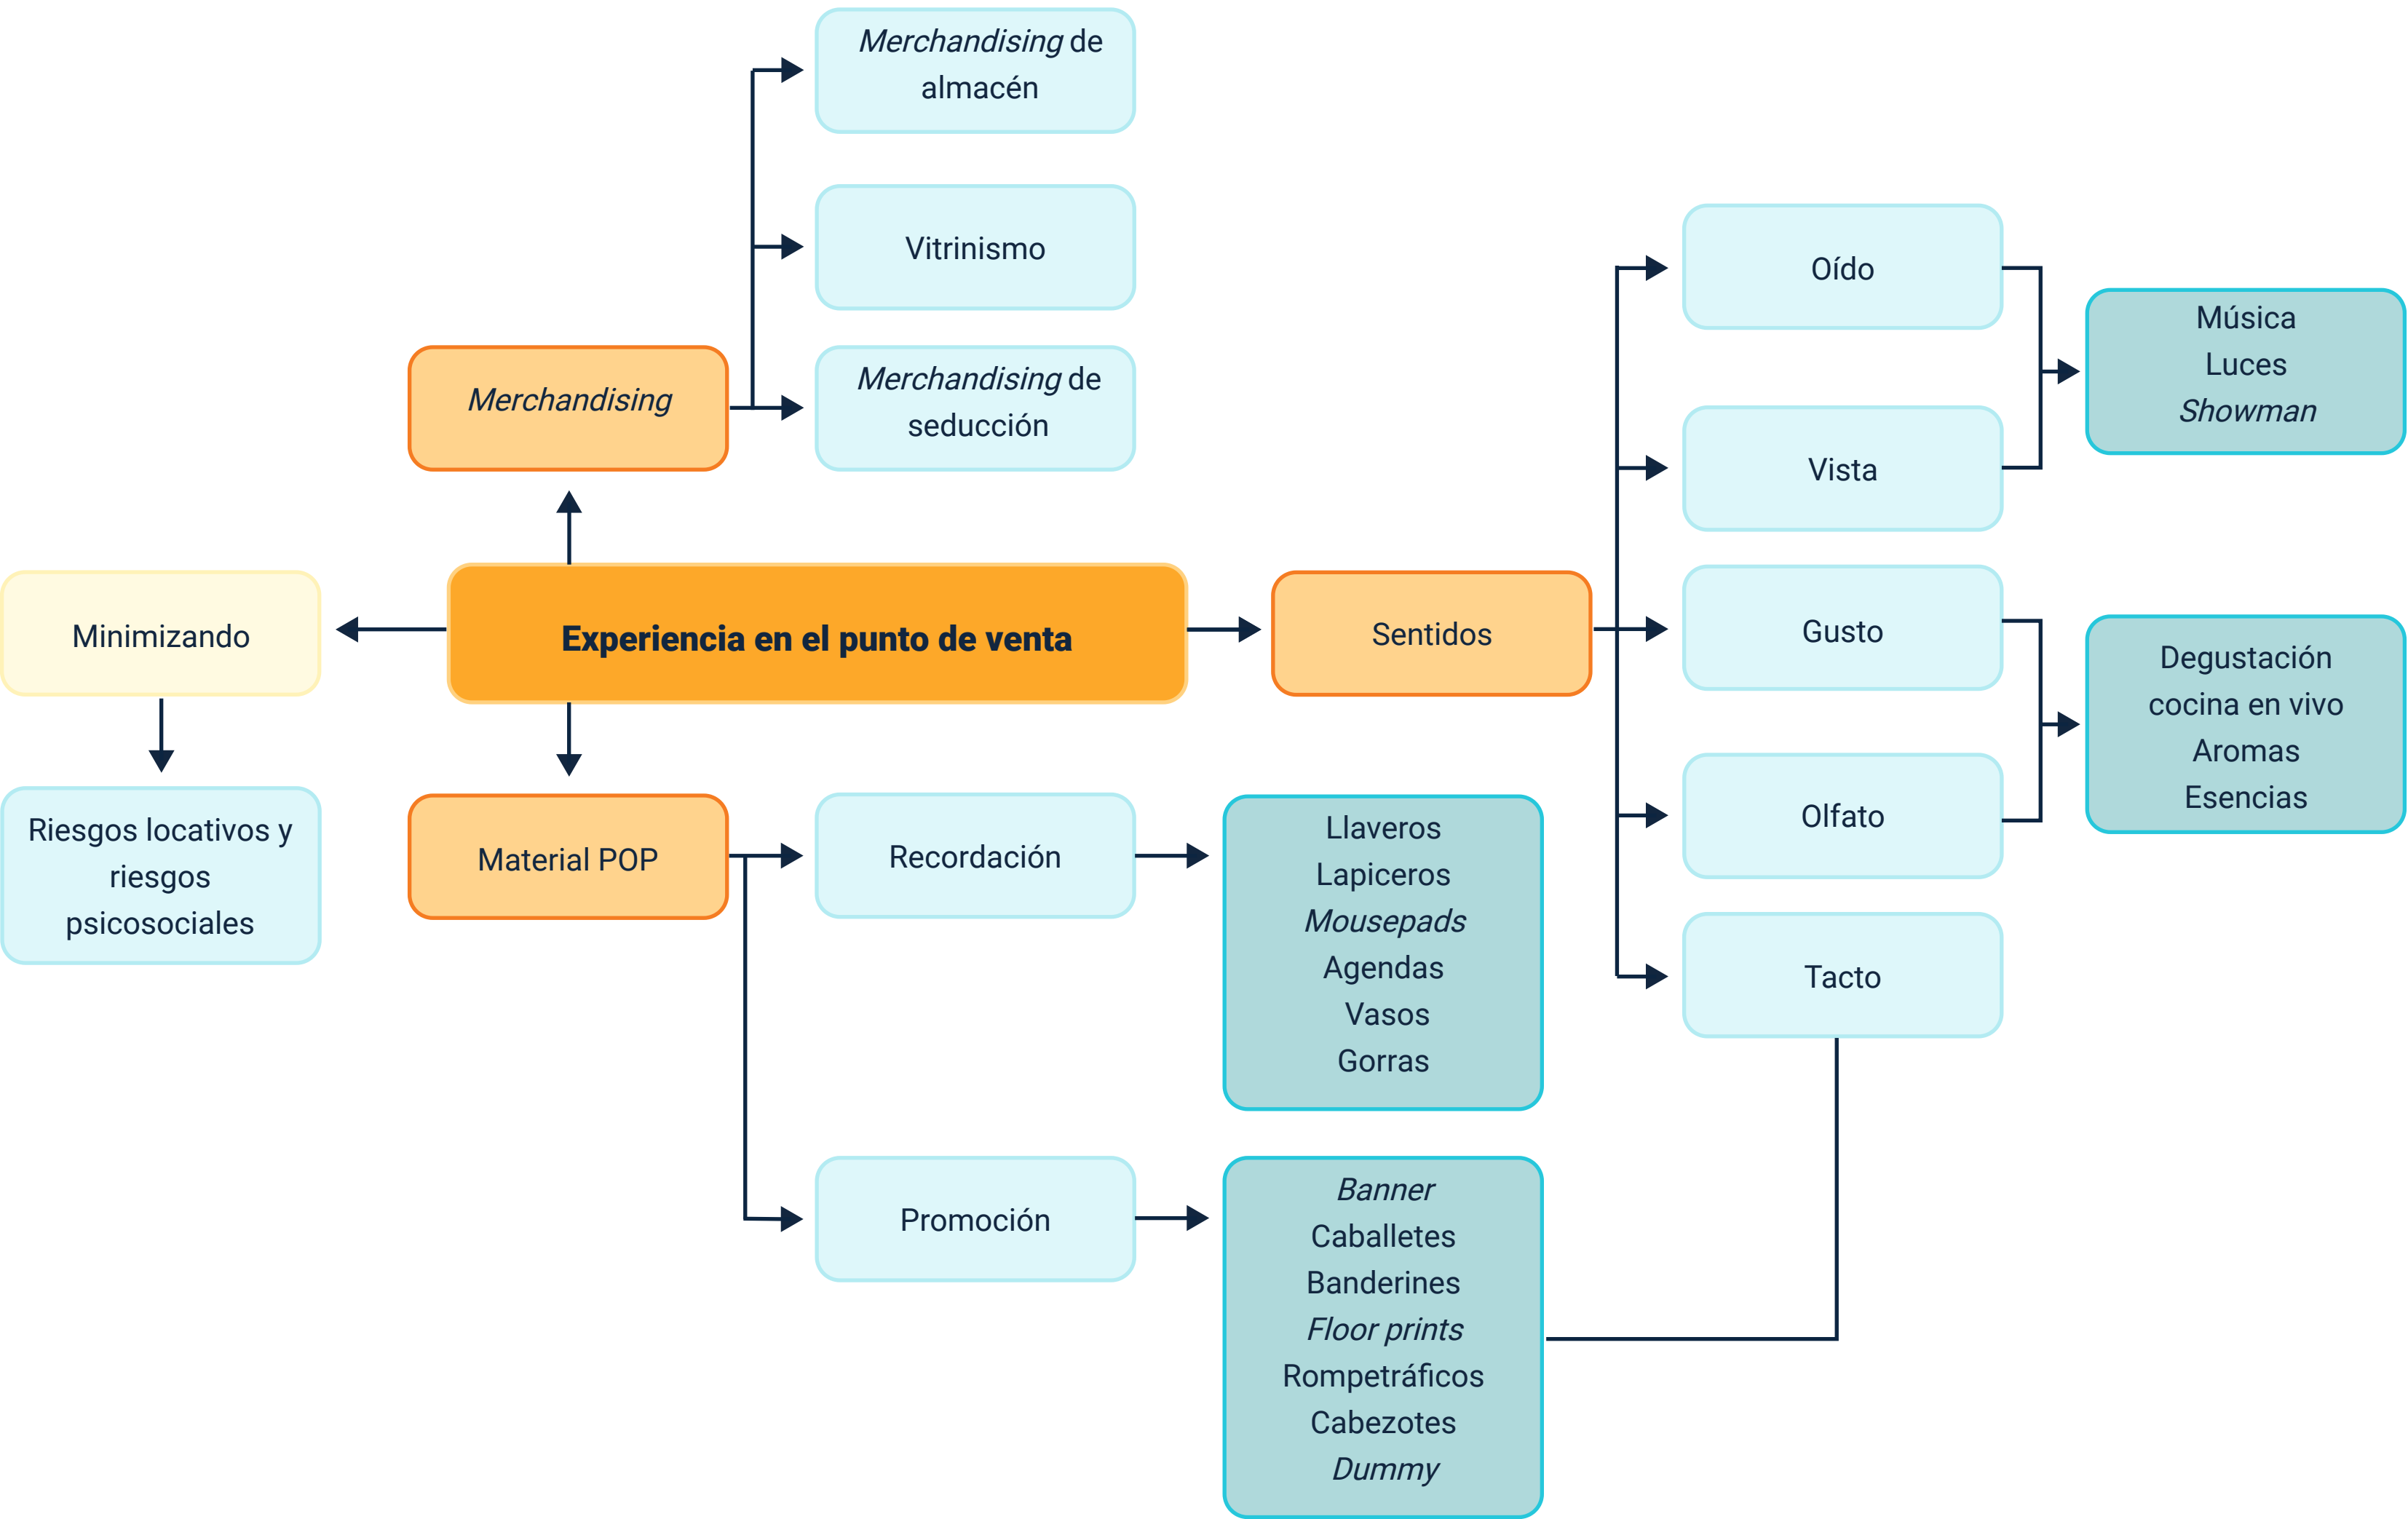 Merchandising de
almacén
Vitrinismo
Merchandising
Merchandising de
seducción
Minimizando
Riesgos locativos y
riesgos
psicosociales
Experiencia en el punto de venta
Material POP
Recordación
Llaveros
Lapiceros
Mousepads
Agendas
Vasos
Gorras
Promoción
Banner
Caballetes
Banderines
Floor prints
Rompetráficos
Cabezotes
Dummy
Sentidos
Oído
Vista
Música
Luces
Showman
Gusto
Olfato
Degustación
cocina en vivo
Aromas
Esencias
Tacto